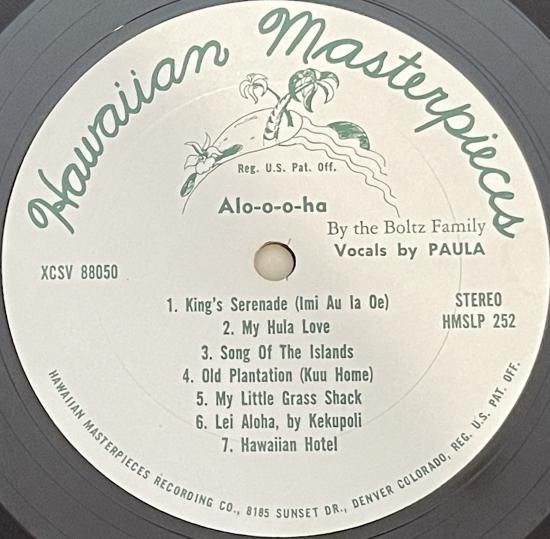 Hawaiian Masterpieces
Reg. U.S. Pat. Off.
Alo-o-o-ha
By the Boltz Family
Vocals by PAULA
XCSV 88050
STEREO
HMSLP 252
1. King's Serenade (Imi Au la Oe)
2. My Hula Love
3. Song Of The Islands
4. Old Plantation (Kuu Home)
5. My Little Grass Shack
6. Lei Aloha, by Kekupoli
7. Hawaiian Hotel
HAWAIIAN MASTERPIECES RECORDING CO., 8185 SUNSET DR., DENVER COLORADO, REG. U.S. PAT. OFF.